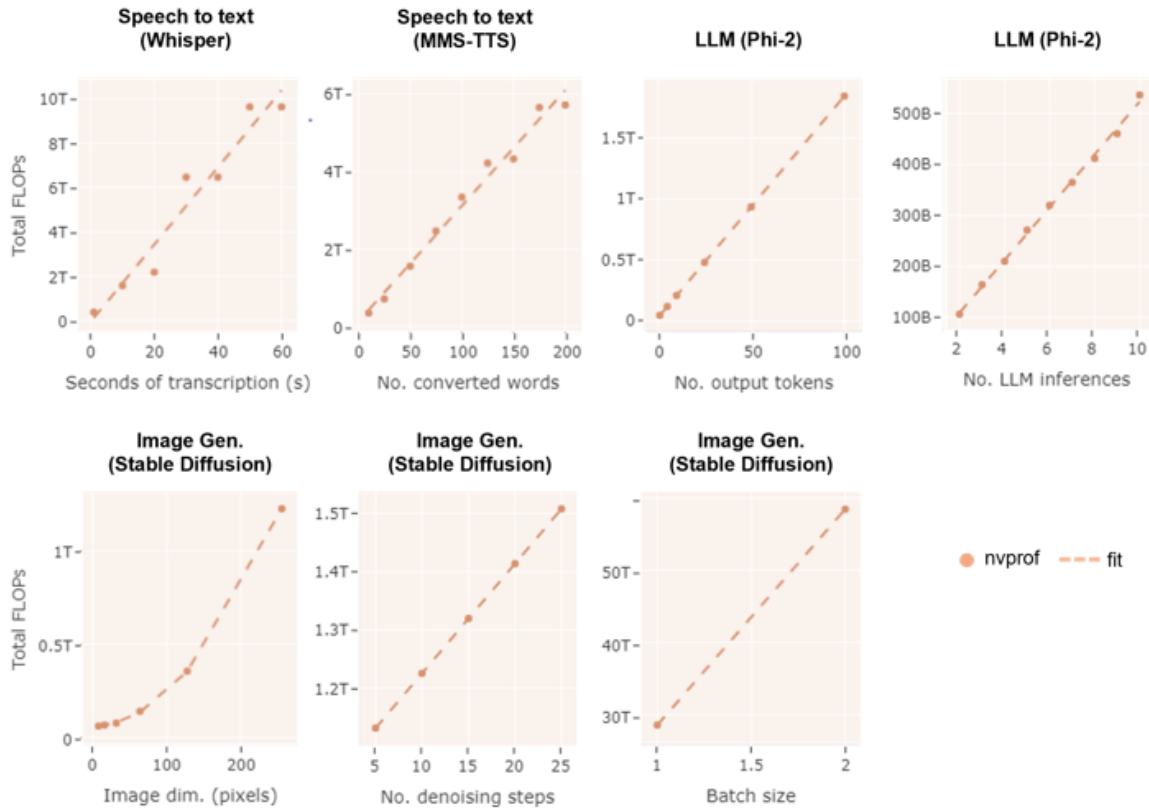 Speech to text
(Whisper)
Speech to text
(MMS-TTS)
LLM (Phi-2)
LLM (Phi-2)
Total FLOPs
10T
8T
6T
4T
2T
0
0
20
40
60
Seconds of transcription (s)
6T
4T
2T
0
0
50
100
150
200
No. converted words
1.5T
1T
0.5T
0
0
50
100
No. output tokens
500B
400B
300B
200B
100B
2
4
6
8
10
No. LLM inferences
Image Gen.
(Stable Diffusion)
Image Gen.
(Stable Diffusion)
Image Gen.
(Stable Diffusion)
Total FLOPs
1T
0.5T
0
0
100
200
Image dim. (pixels)
1.5T
1.4T
1.3T
1.2T
5
10
15
20
25
No. denoising steps
50T
40T
30T
1
1.5
2
Batch size
nvprof
fit